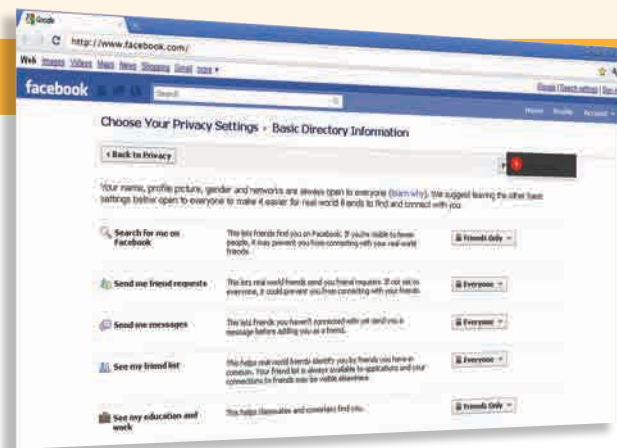 Google
http://www.facebook.com/
Web Images Videos Maps News Shopping Gmail more ▾
facebook
Search
Home Profile Account ▾
Choose Your Privacy Settings ▸ Basic Directory Information
◂ Back to Privacy
Your name, profile picture, gender and networks are always open to everyone (learn why). We suggest leaving the other basic
settings below open to everyone to make it easier for real world friends to find and connect with you.
Search for me on
Facebook
This lets friends find you on Facebook. If you're visible to fewer
people, it may prevent you from connecting with your real world
friends.
Friends Only
Send me friend requests
This lets real world friends send you friend requests. If not set to
everyone, it could prevent you from connecting with your friends.
Everyone
Send me messages
This lets friends you haven't connected with yet send you a
message before adding you as a friend.
Everyone
See my friend list
This helps real world friends identify you by friends you have in
common. Your friend list is always available to applications and your
connections to friends may be visible elsewhere.
Everyone
See my education and
work
This helps classmates and coworkers find you.
Friends Only